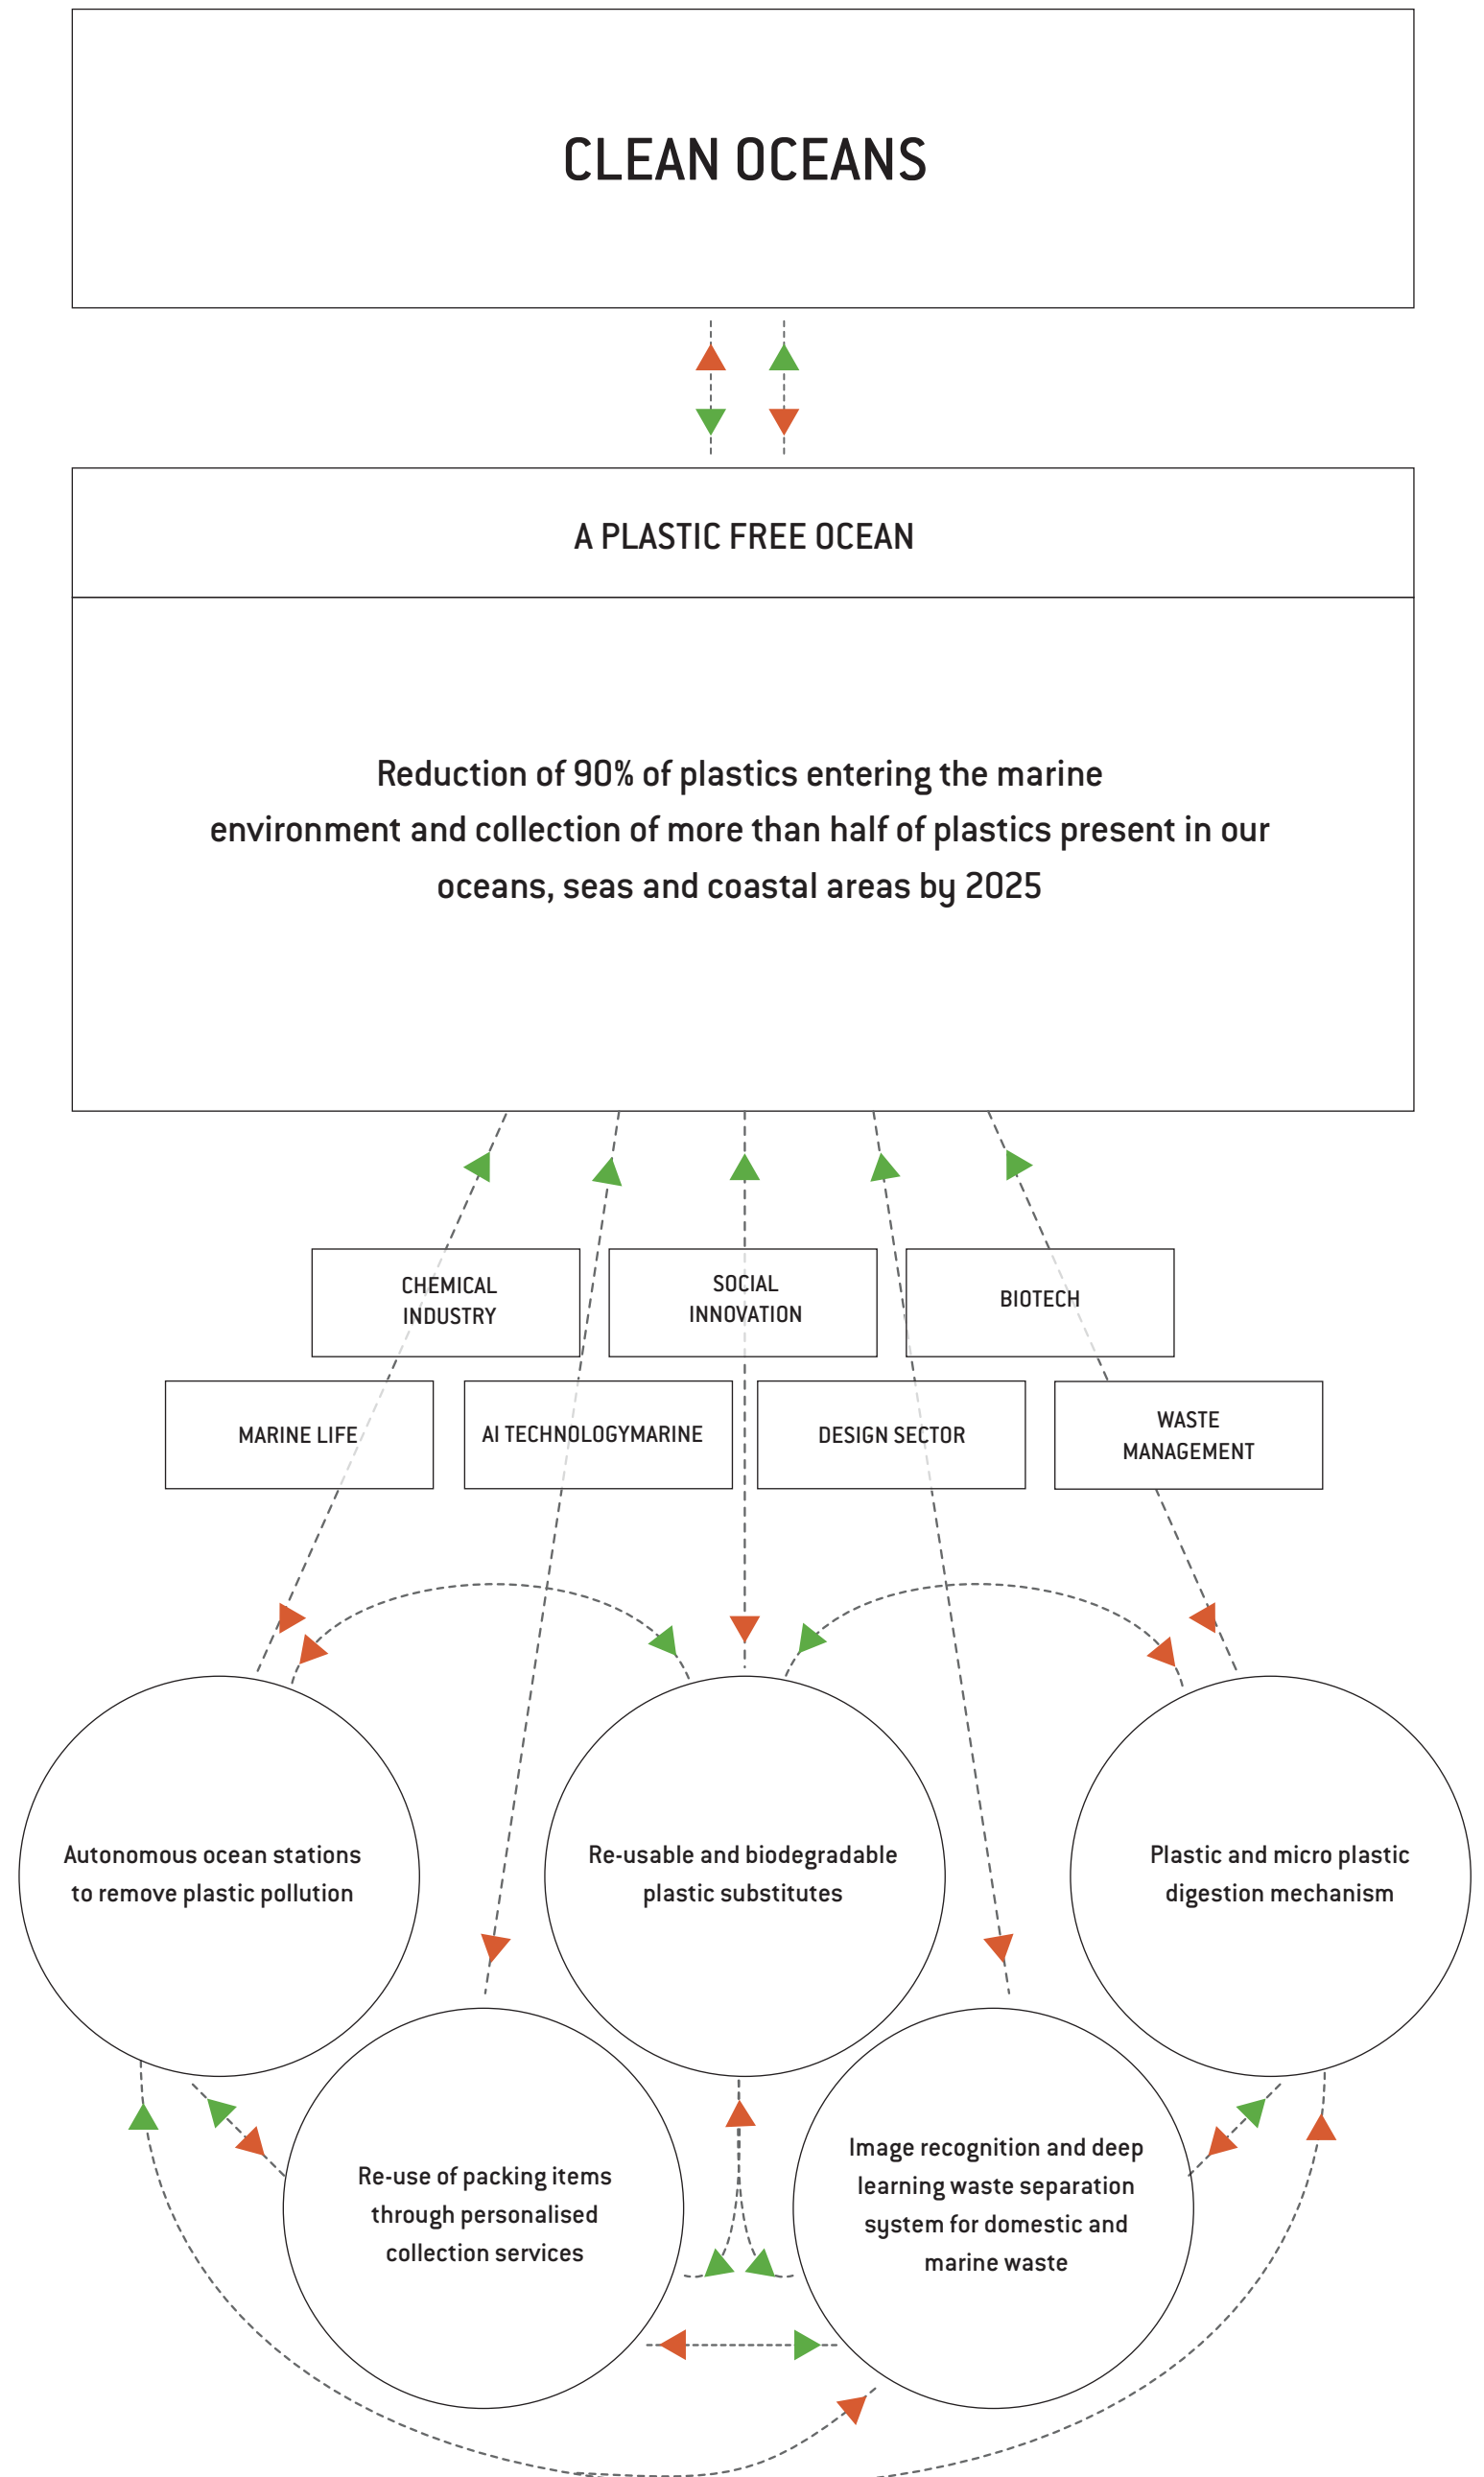 CLEAN OCEANS
A PLASTIC FREE OCEAN
Reduction of 90% of plastics entering the marine
environment and collection of more than half of plastics present in our
oceans, seas and coastal areas by 2025
CHEMICAL
INDUSTRY
SOCIAL
INNOVATION
BIOTECH
MARINE LIFE
AI TECHNOLOGYMARINE
DESIGN SECTOR
WASTE
MANAGEMENT
Autonomous ocean stations
to remove plastic pollution
Re-usable and biodegradable
plastic substitutes
Plastic and micro plastic
digestion mechanism
Re-use of packing items
through personalised
collection services
Image recognition and deep
learning waste separation
system for domestic and
marine waste